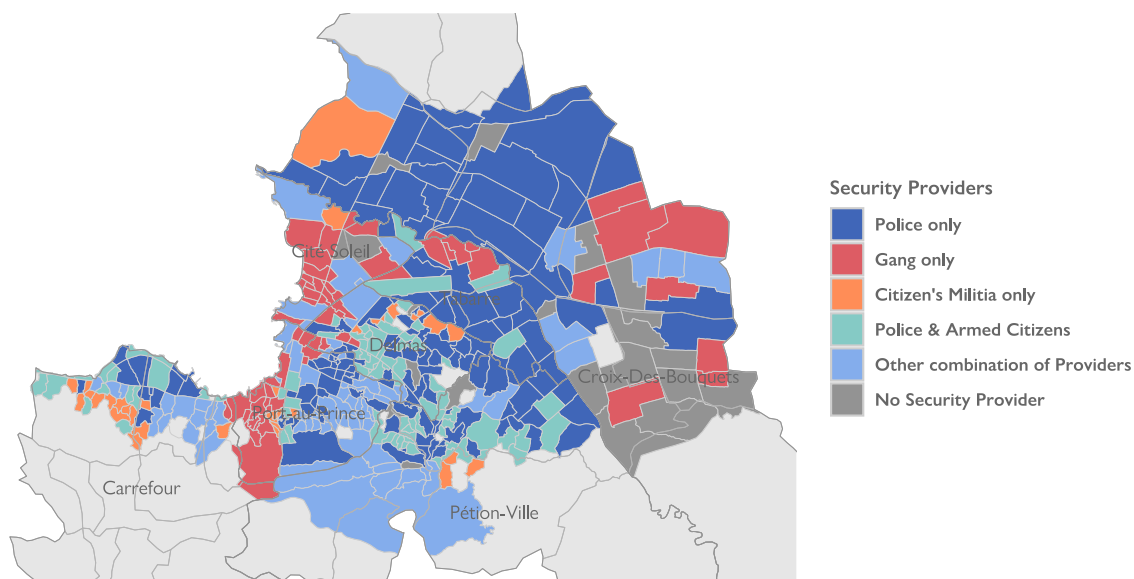 Security Providers
Police only
Gang only
Citizen's Militia only
Police & Armed Citizens
Other combination of Providers
No Security Provider
Cité Soleil
Tabarre
Delmas
Croix-Des-Bouquets
Port-au-Prince
Carrefour
Pétion-Ville